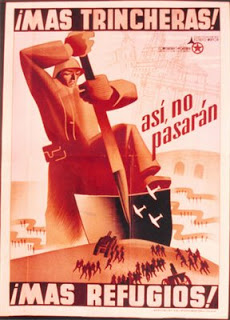 ¡MAS TRINCHERAS!
así, no
pasarán
¡MAS REFUGIOS!